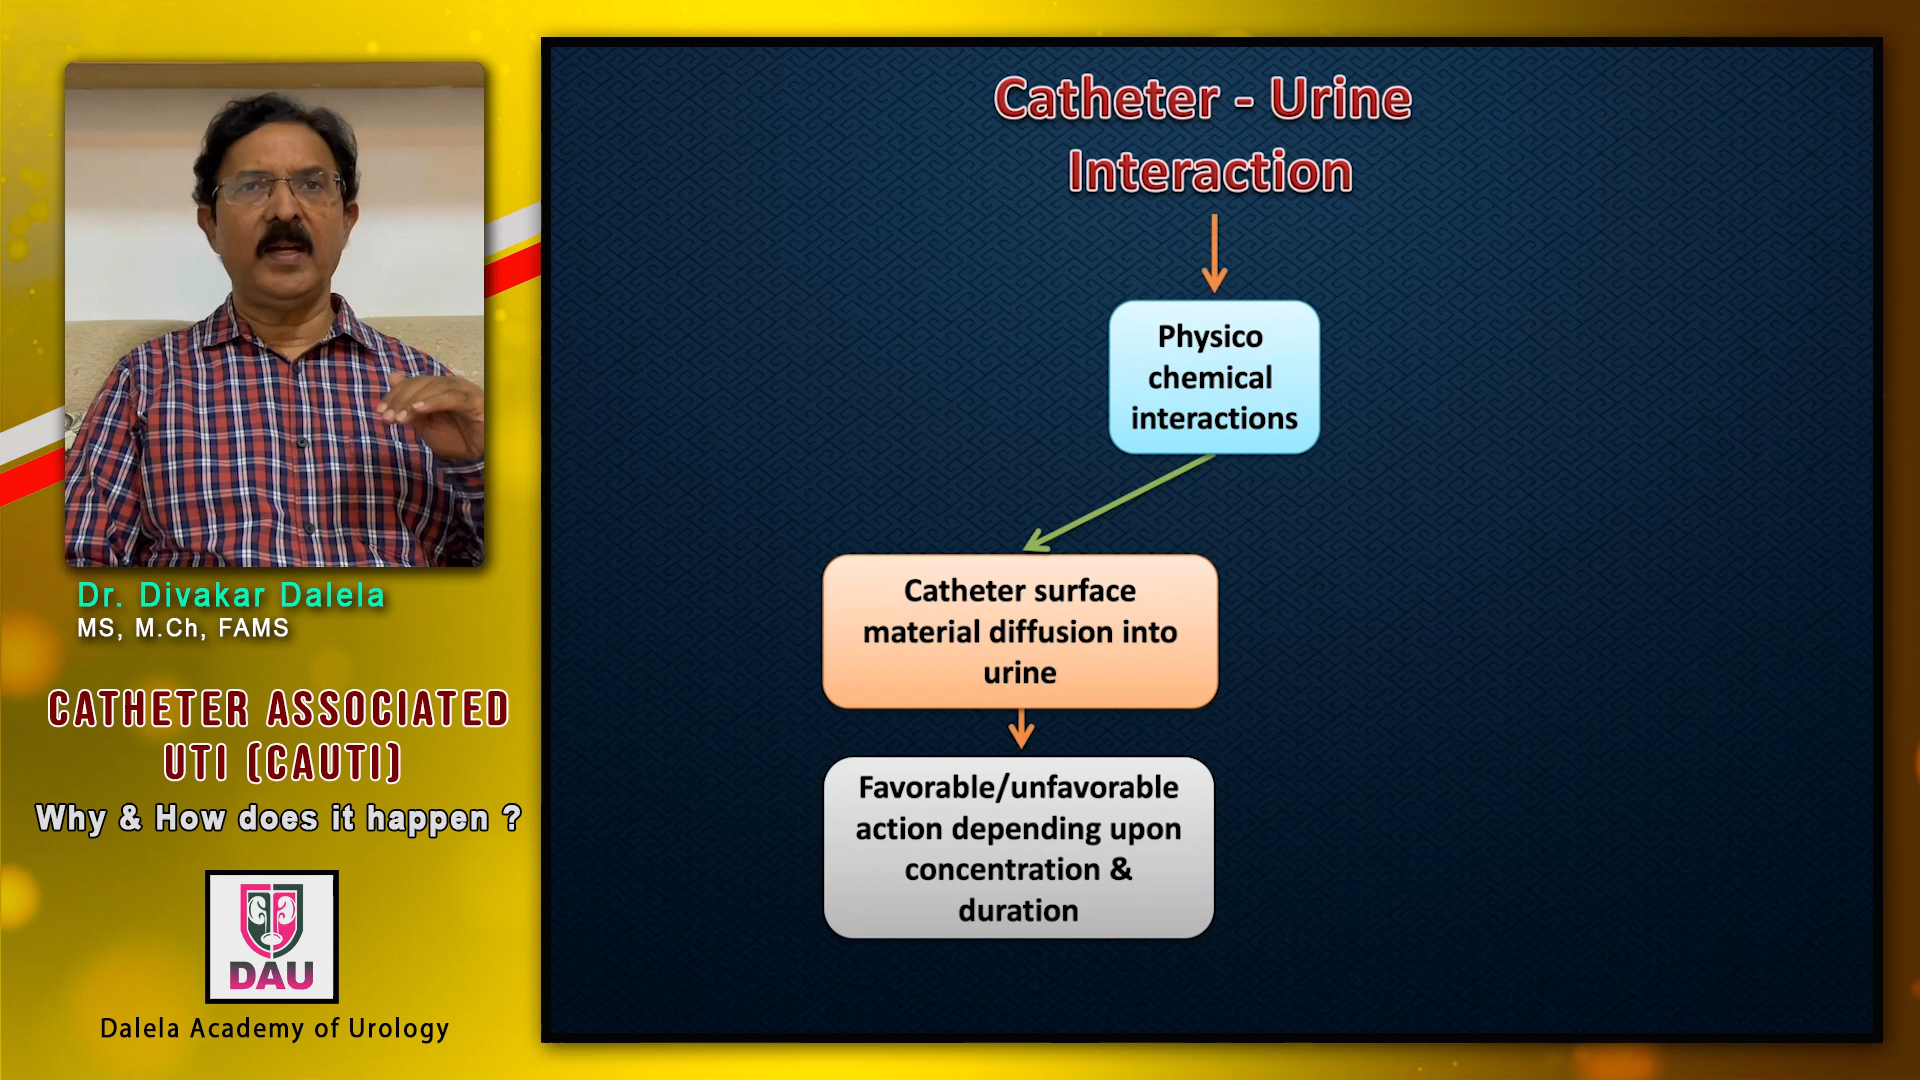 Dr. Divakar Dalela
MS, M.Ch, FAMS
CATHETER ASSOCIATED
UTI (CAUTI)
Why & How does it happen ?
DAU
Dalela Academy of Urology
Catheter - Urine
Interaction
Physico
chemical
interactions
Catheter surface
material diffusion into
urine
Favorable/unfavorable
action depending upon
concentration &
duration